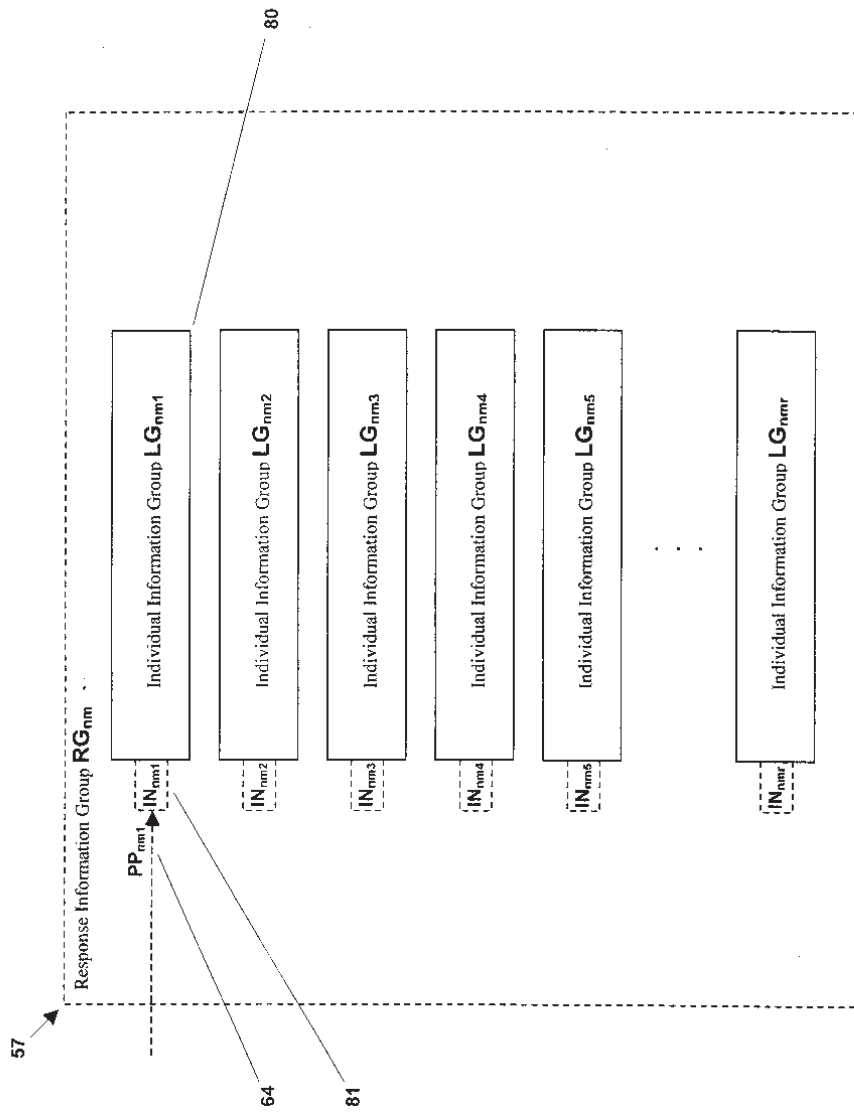 57
Response Information Group RGnm
64
PPnm1
81
INnm1
Individual Information Group LGnm1
80
INnm2
Individual Information Group LGnm2
INnm3
Individual Information Group LGnm3
INnm4
Individual Information Group LGnm4
INnm5
Individual Information Group LGnm5
. . .
INnmr
Individual Information Group LGnmr